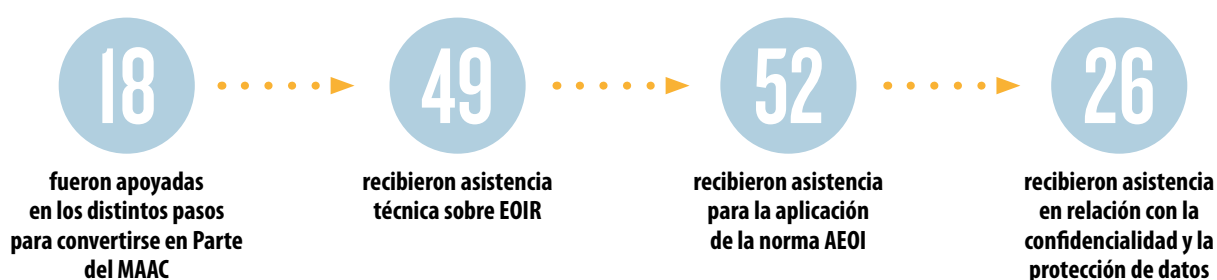 18
fueron apoyadas
en los distintos pasos
para convertirse en Parte
del MAAC
49
recibieron asistencia
técnica sobre EOIR
52
recibieron asistencia
para la aplicación
de la norma AEOI
26
recibieron asistencia
en relación con la
confidencialidad y la
protección de datos